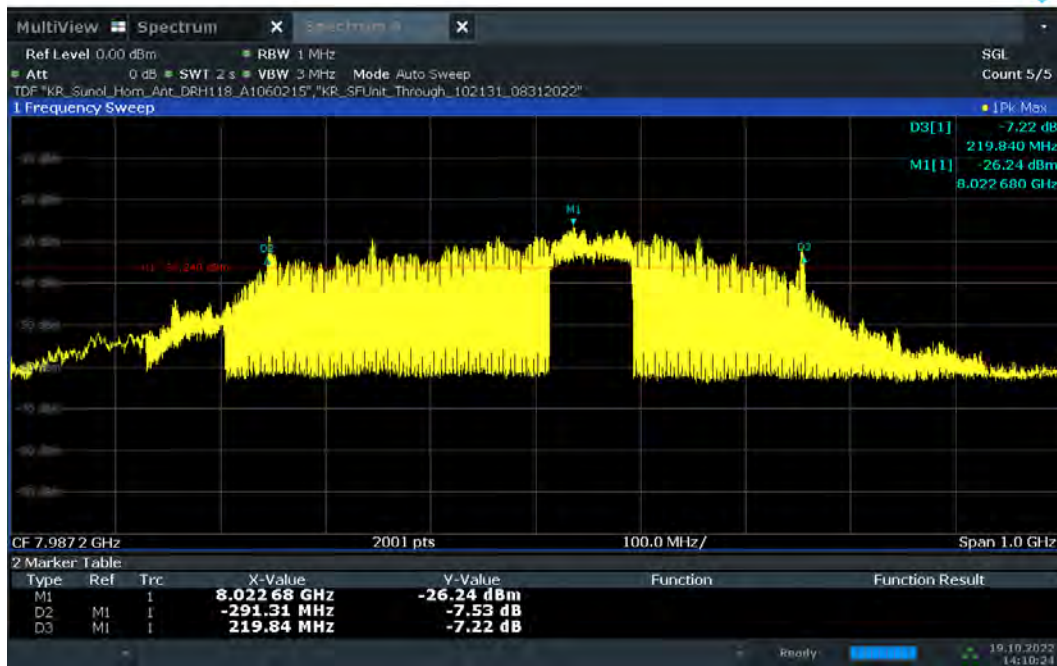 MultiView Spectrum X X
Ref Level 0.00 dBm RBW 1 MHz SGL
Att 0 dB SWT 2 s VBW 3 MHz Mode Auto Sweep Count 5/5
TDF "KR_Sunol_Horn_Ant_DRH118_A1060215","KR_SFUnit_Through_102131_08312022"
1 Frequency Sweep 1Pk Max
D3[1] -7.22 dB
219.840 MHz
M1[1] -26.24 dBm
8.022 680 GHz
M1
D2 D3
CF 7.987 2 GHz 2001 pts 100.0 MHz/ Span 1.0 GHz
2 Marker Table
Type Ref Trc X-Value Y-Value Function Function Result
M1 1 8.022 68 GHz -26.24 dBm
D2 M1 1 -291.31 MHz -7.53 dB
D3 M1 1 219.84 MHz -7.22 dB
Ready 19.10.2022
14:10:24